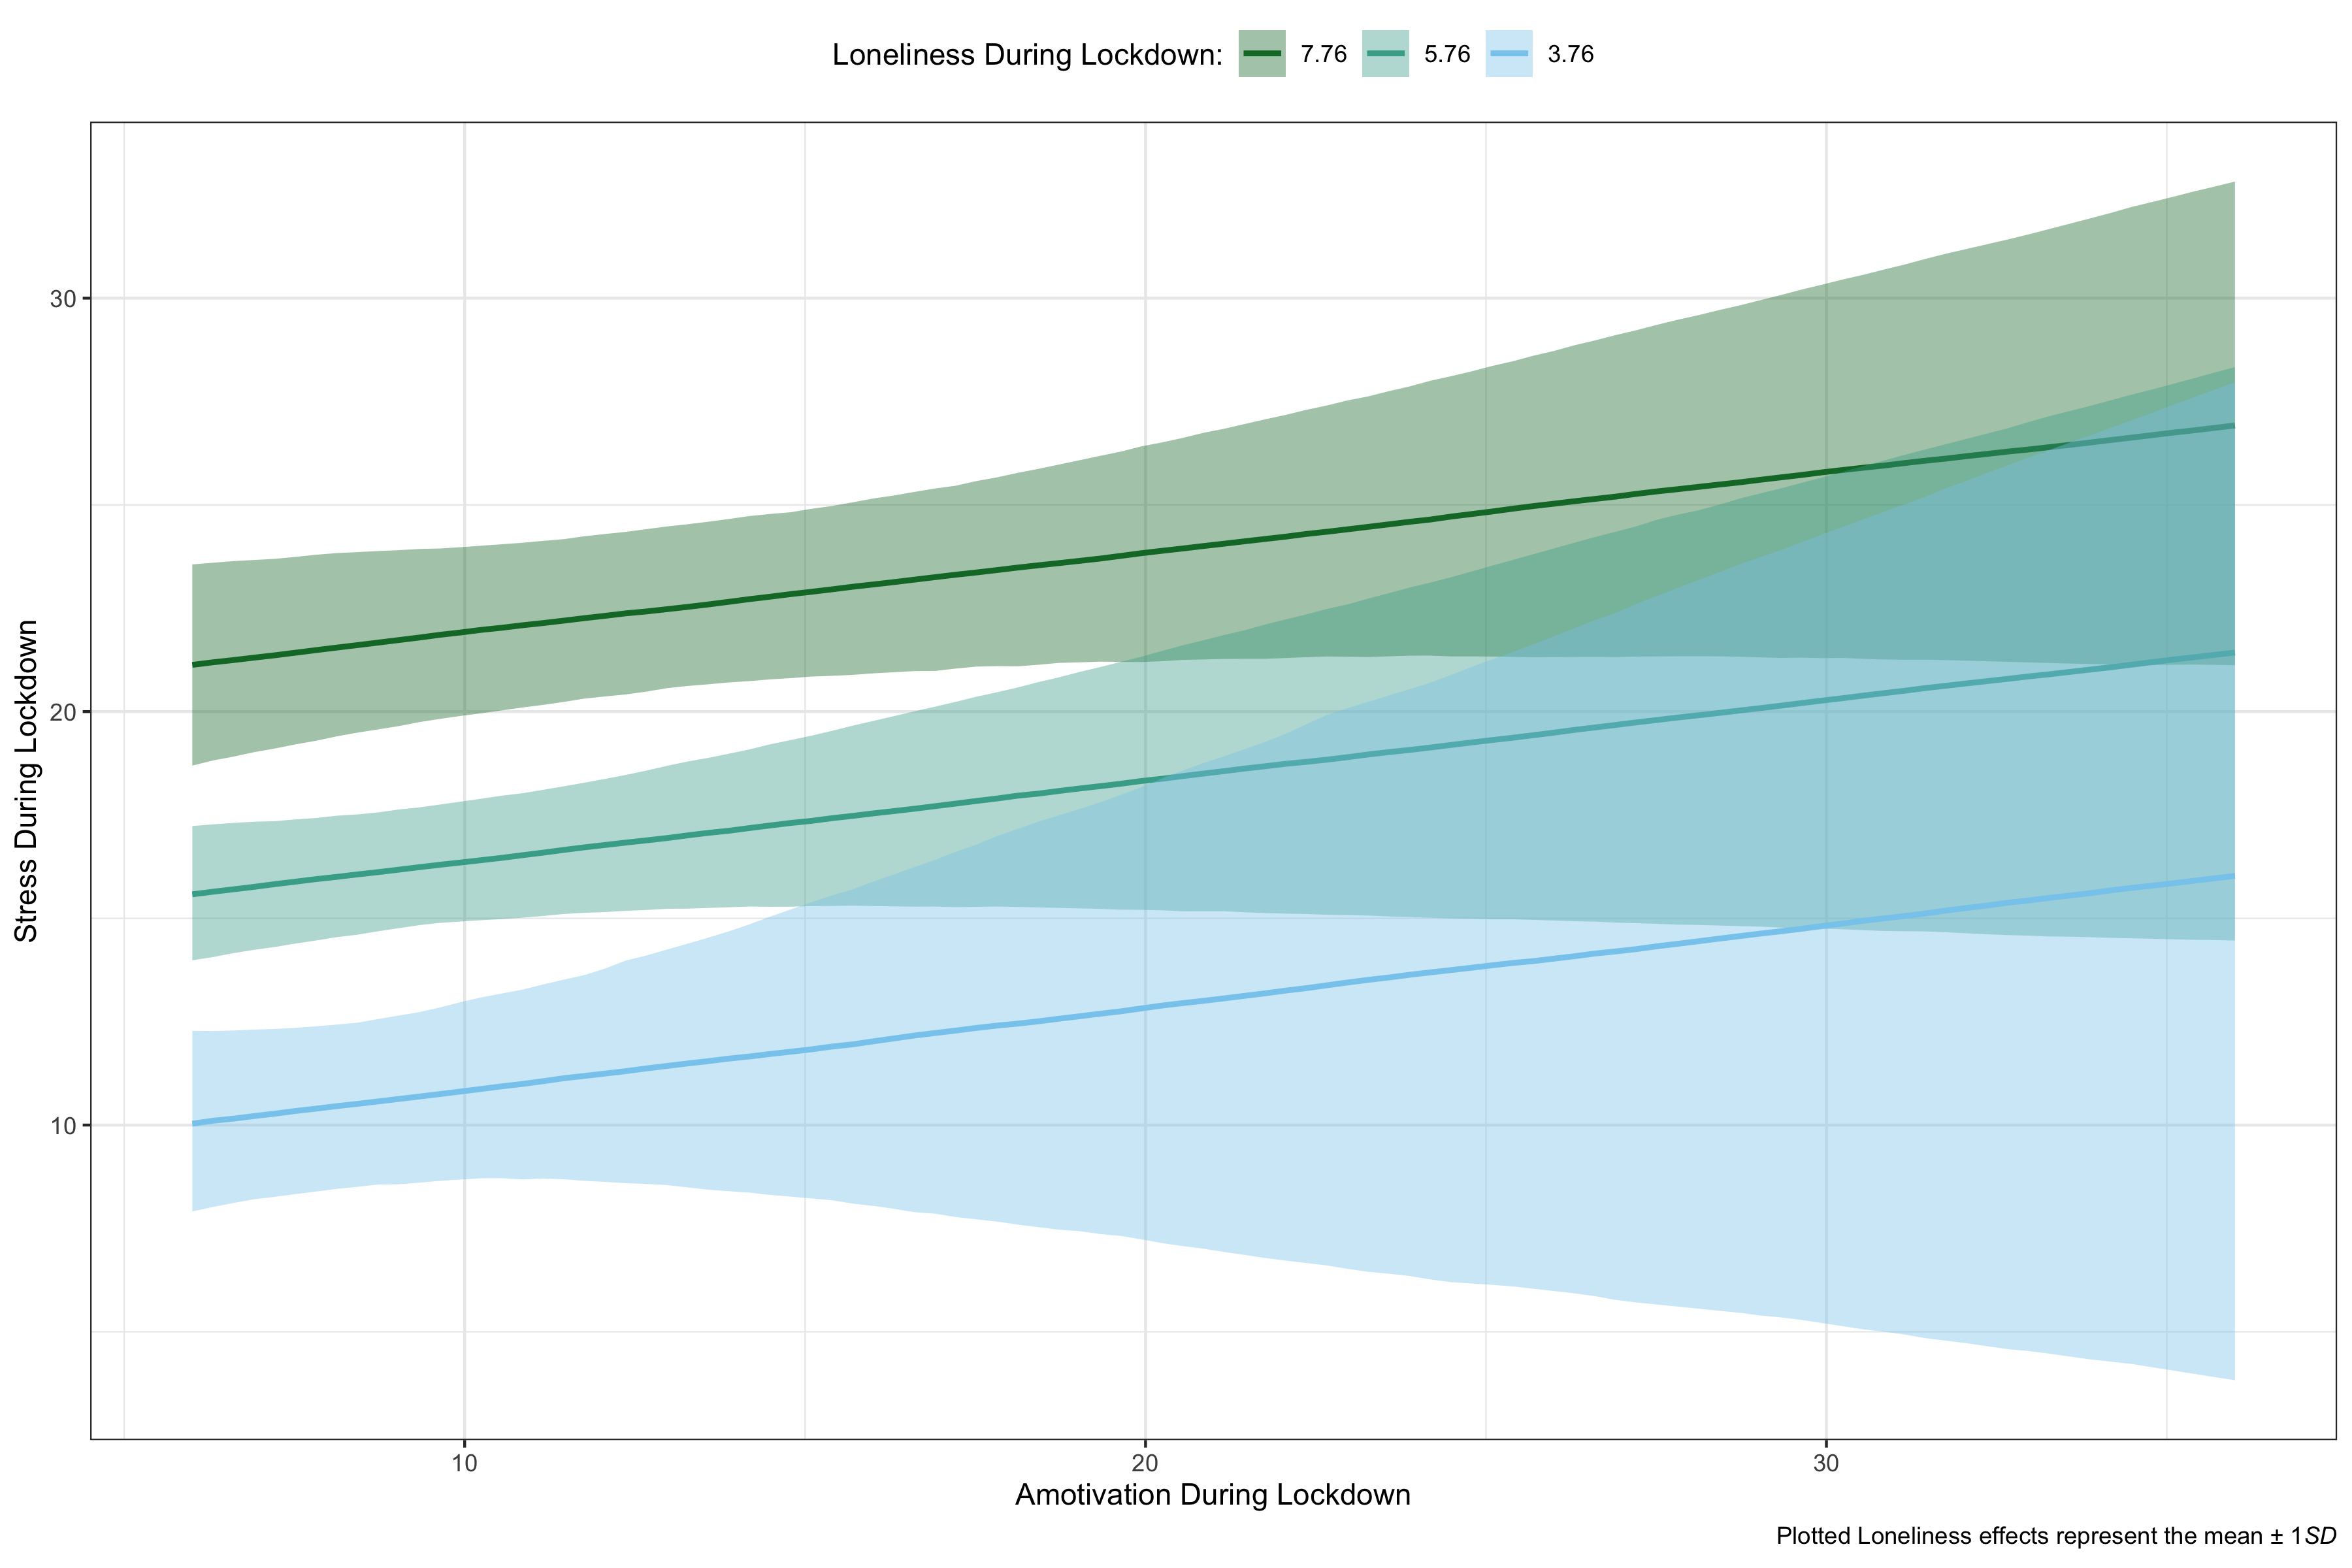 Loneliness During Lockdown: 7.76 5.76 3.76
30
20
10
Stress During Lockdown
10 20 30
Amotivation During Lockdown
Plotted Loneliness effects represent the mean ± 1SD